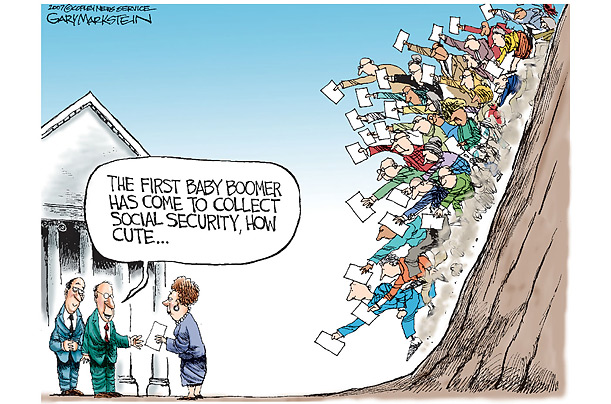 2007 © COPLEY NEWS SERVICE
GARY MARKSTEIN
THE FIRST BABY BOOMER
HAS COME TO COLLECT
SOCIAL SECURITY, HOW
CUTE...